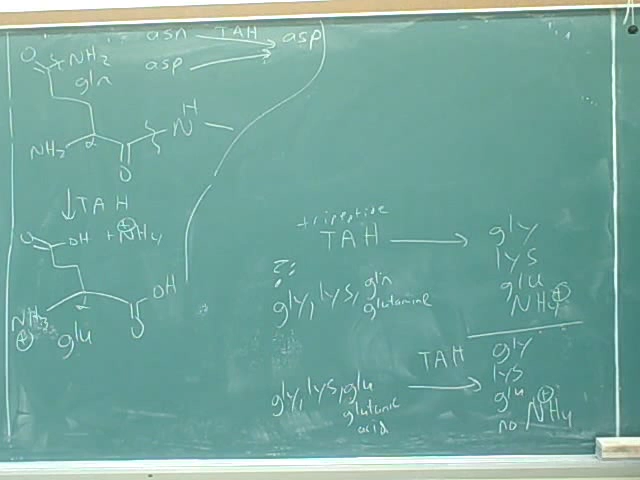 asn TAH asp
asp
O NH2
gln
H
N
NH2 α
O
TAH
O OH + NH4 ⊕
OH
α
O
NH3
⊕
glu
tripeptide
TAH
gly
lys
glu
NH4 ⊕
?:
gly, lys, gln
glutamine
TAH
gly
lys
glu
no NH4 ⊕
gly, lys, glu
glutamic
acid